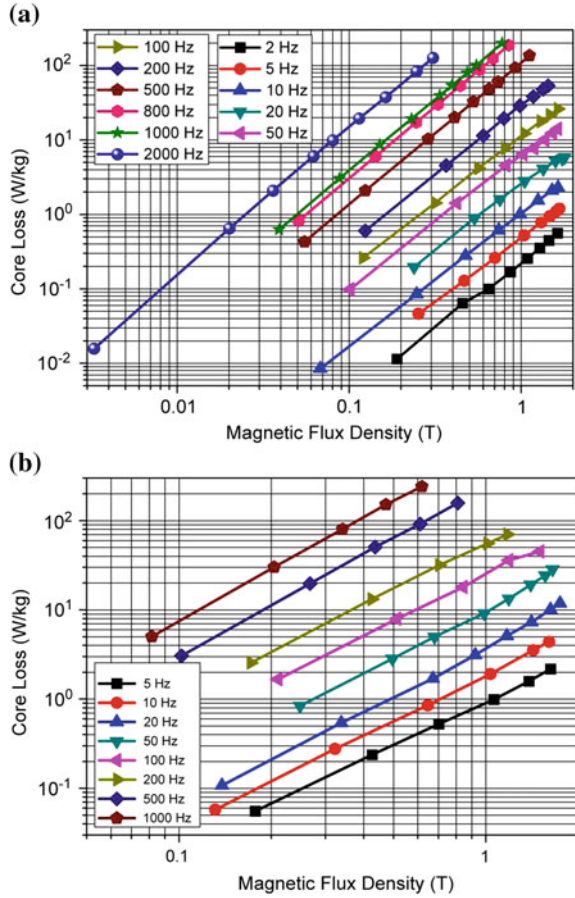 (a)
10²
10¹
10⁰
10⁻¹
10⁻²
Core Loss (W/kg)
100 Hz
200 Hz
500 Hz
800 Hz
1000 Hz
2000 Hz
2 Hz
5 Hz
10 Hz
20 Hz
50 Hz
0.01
0.1
1
Magnetic Flux Density (T)
(b)
10²
10¹
10⁰
10⁻¹
Core Loss (W/kg)
5 Hz
10 Hz
20 Hz
50 Hz
100 Hz
200 Hz
500 Hz
1000 Hz
0.1
1
Magnetic Flux Density (T)